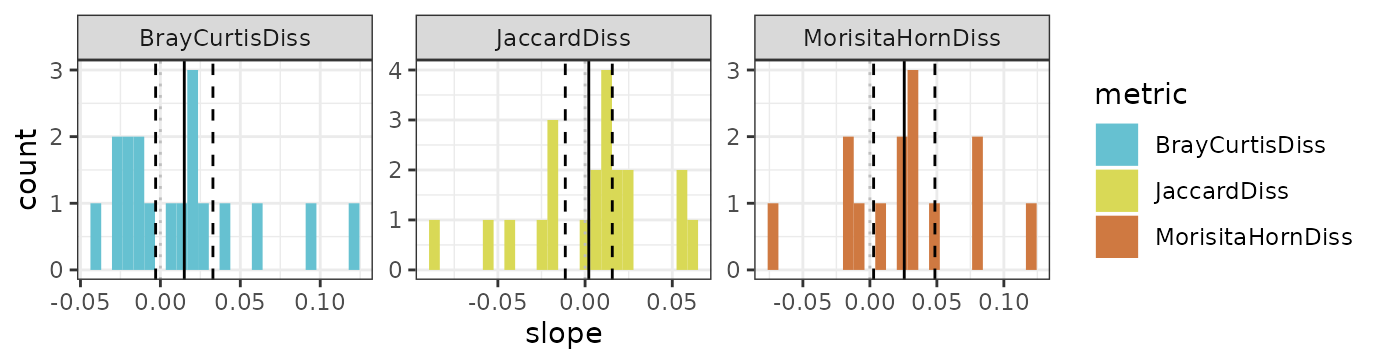 BrayCurtisDiss JaccardDiss MorisitaHornDiss
count
3
2
1
0
-0.05 0.00 0.05 0.10
4
3
2
1
0
-0.05 0.00 0.05
3
2
1
0
-0.05 0.00 0.05 0.10
slope
metric
BrayCurtisDiss
JaccardDiss
MorisitaHornDiss